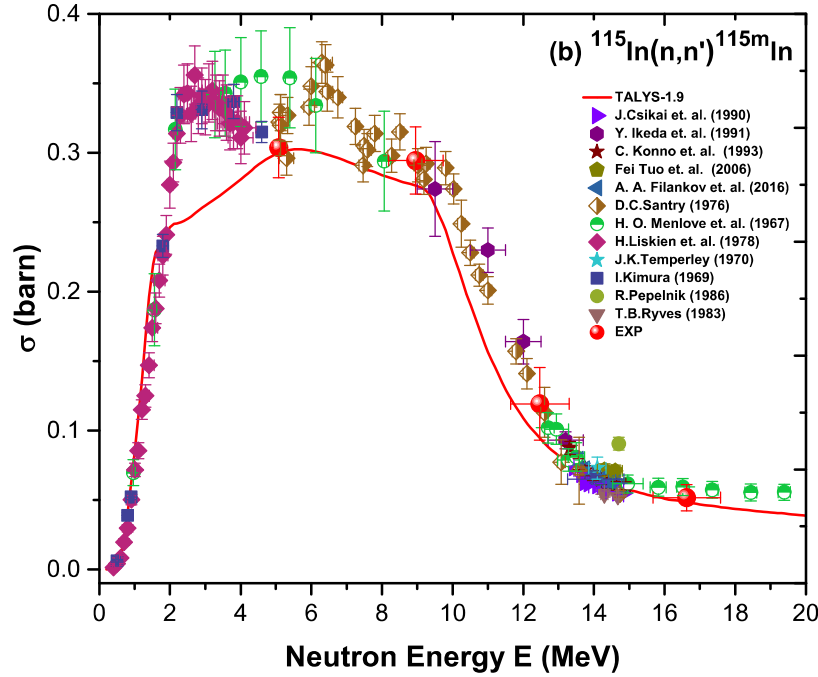 (b) ¹¹⁵In(n,n')¹¹⁵ᵐIn
TALYS-1.9
J.Csikai et. al. (1990)
Y. Ikeda et. al. (1991)
C. Konno et. al. (1993)
Fei Tuo et. al. (2006)
A. A. Filankov et. al. (2016)
D.C.Santry (1976)
H. O. Menlove et. al. (1967)
H.Liskien et. al. (1978)
J.K.Temperley (1970)
I.Kimura (1969)
R.Pepelnik (1986)
T.B.Ryves (1983)
EXP
σ (barn)
0.4
0.3
0.2
0.1
0.0
0 2 4 6 8 10 12 14 16 18 20
Neutron Energy E (MeV)